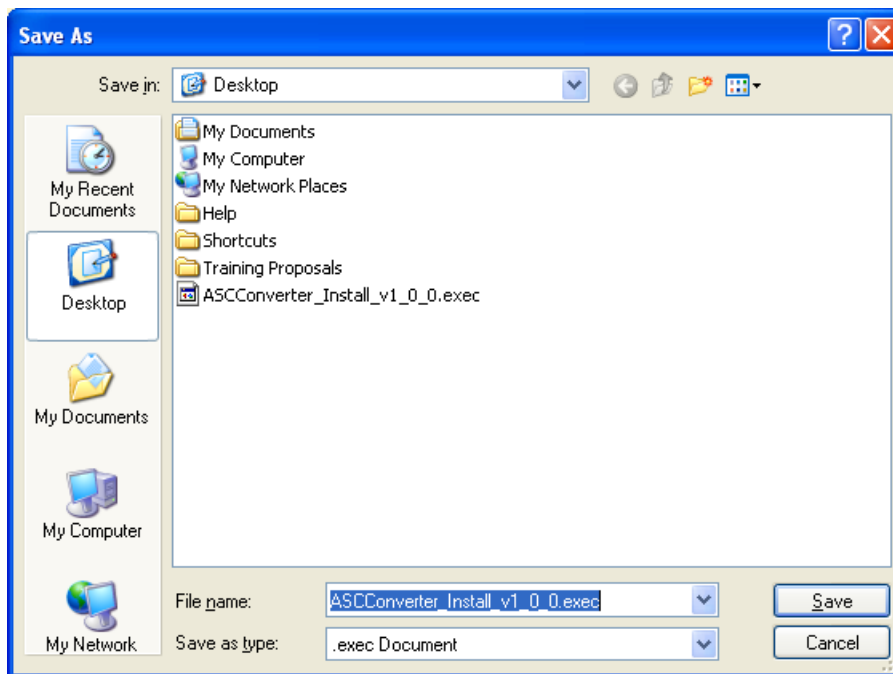 Save As
Save in:
Desktop
My Recent
Documents
Desktop
My Documents
My Computer
My Network
My Documents
My Computer
My Network Places
Help
Shortcuts
Training Proposals
ASCConverter_Install_v1_0_0.exec
File name:
ASCConverter_Install_v1_0_0.exec
Save
Save as type:
.exec Document
Cancel